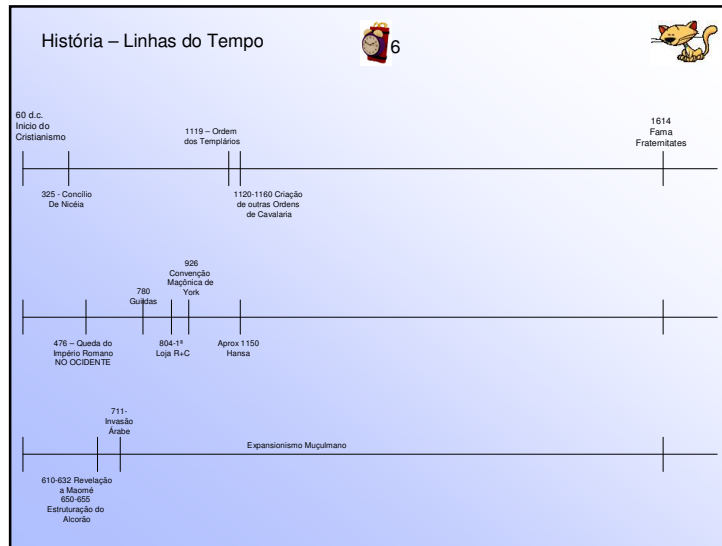 História – Linhas do Tempo
6
60 d.c.
Inicio do
Cristianismo
1119 – Ordem
dos Templários
1614
Fama
Fraternitates
325 - Concílio
De Nicéia
1120-1160 Criação
de outras Ordens
de Cavalaria
926
Convenção
Maçônica de
York
780
Guildas
476 – Queda do
Império Romano
NO OCIDENTE
804-1ª
Loja R+C
Aprox 1150
Hansa
711-
Invasão
Árabe
Expansionismo Muçulmano
610-632 Revelação
a Maomé
650-655
Estruturação do
Alcorão